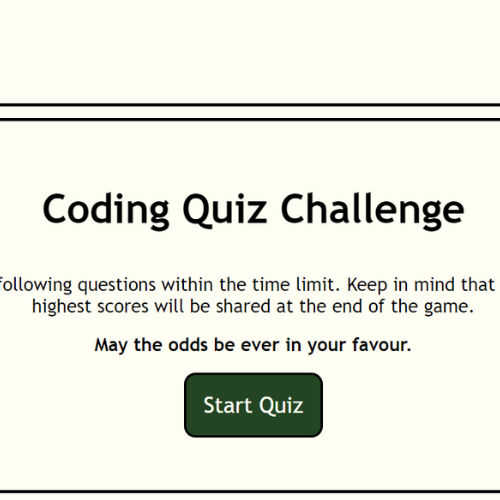 Coding Quiz Challenge
following questions within the time limit. Keep in mind that
highest scores will be shared at the end of the game.
May the odds be ever in your favour.
Start Quiz